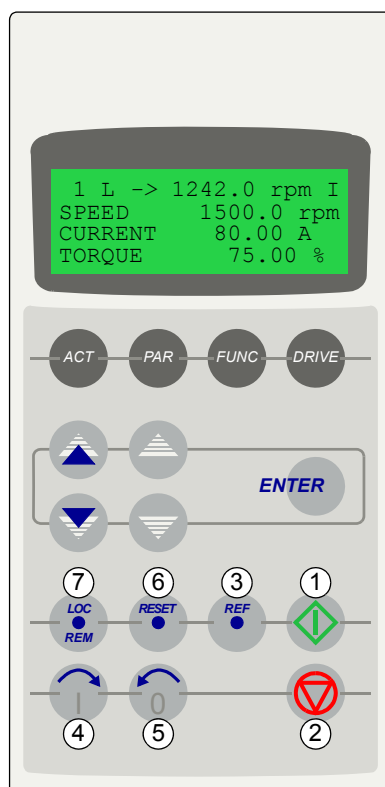 1 L -> 1242.0 rpm I
SPEED 1500.0 rpm
CURRENT 80.00 A
TORQUE 75.00 %
ACT PAR FUNC DRIVE
ENTER
7 6 3 1
LOC RESET REF
REM
I 0
4 5 2